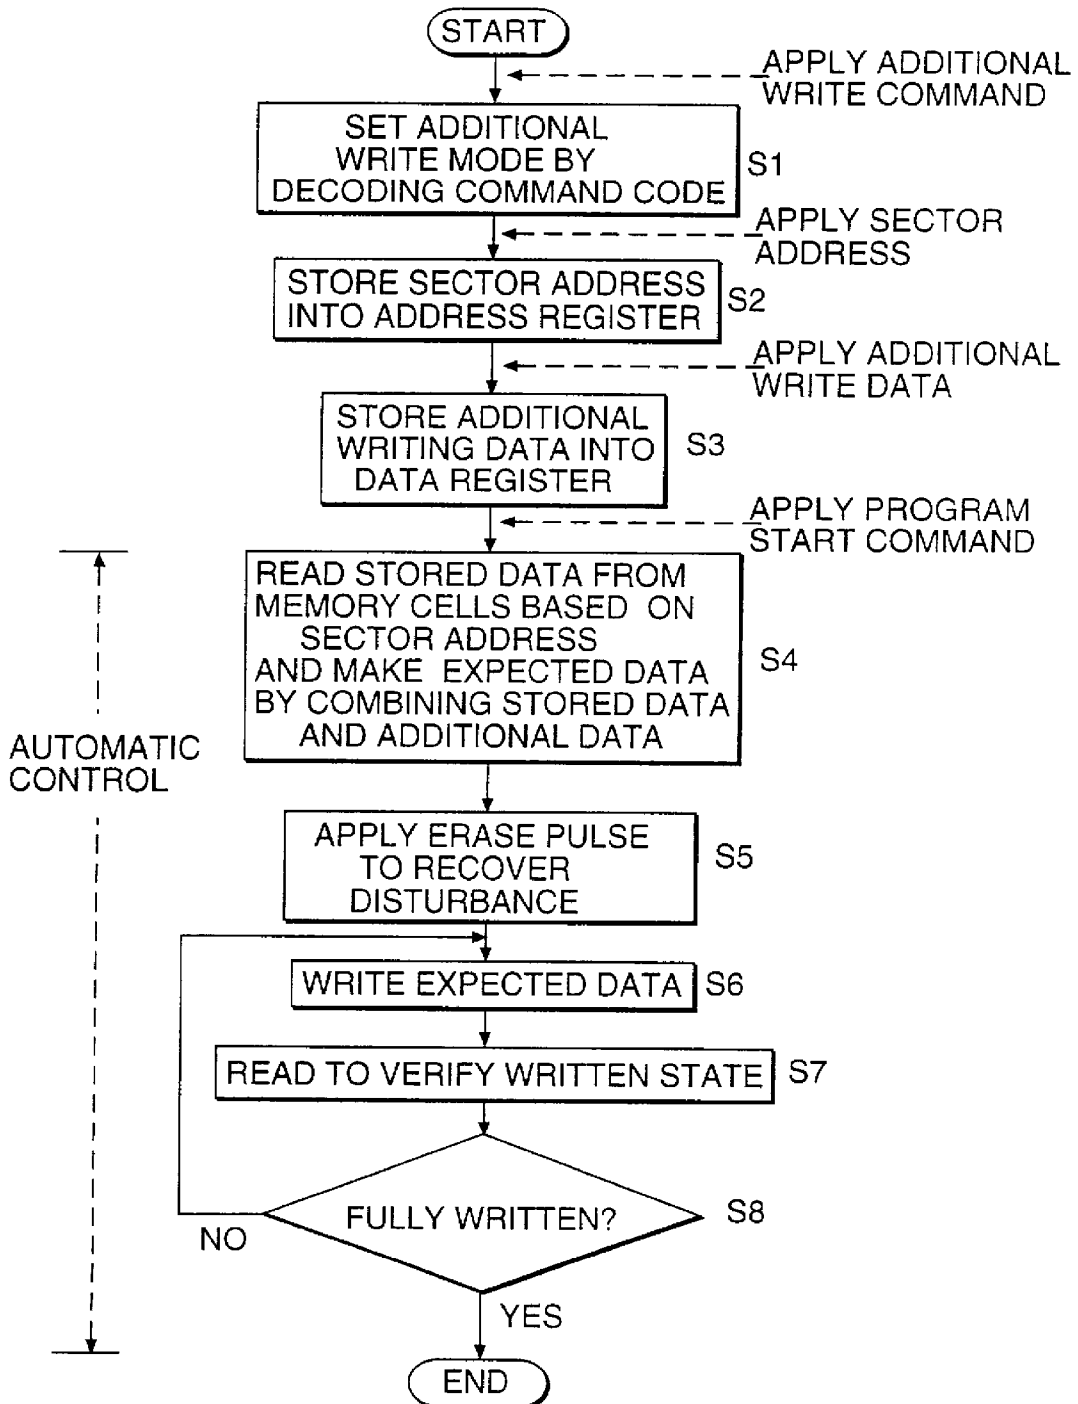 START
APPLY ADDITIONAL
WRITE COMMAND
SET ADDITIONAL
WRITE MODE BY
DECODING COMMAND CODE
S1
APPLY SECTOR
ADDRESS
STORE SECTOR ADDRESS
INTO ADDRESS REGISTER
S2
APPLY ADDITIONAL
WRITE DATA
STORE ADDITIONAL
WRITING DATA INTO
DATA REGISTER
S3
APPLY PROGRAM
START COMMAND
READ STORED DATA FROM
MEMORY CELLS BASED ON
SECTOR ADDRESS
AND MAKE EXPECTED DATA
BY COMBINING STORED DATA
AND ADDITIONAL DATA
S4
AUTOMATIC
CONTROL
APPLY ERASE PULSE
TO RECOVER
DISTURBANCE
S5
WRITE EXPECTED DATA
S6
READ TO VERIFY WRITTEN STATE
S7
FULLY WRITTEN?
S8
NO
YES
END